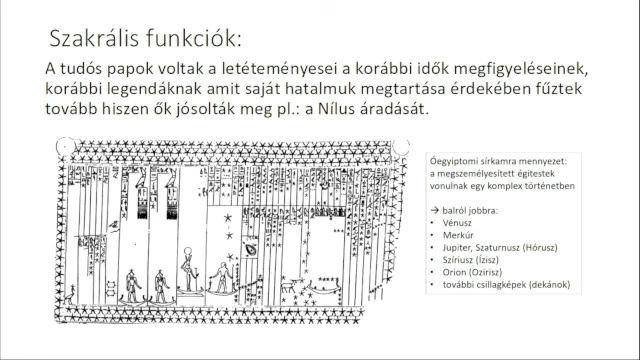 Szakrális funkciók:
A tudós papok voltak a letéteményesei a korábbi idők megfigyeléseinek,
korábbi legendáknak amit saját hatalmuk megtartása érdekében fűztek
tovább hiszen ők jósolták meg pl.: a Nílus áradását.
Óegyiptomi sírkamra mennyezet:
a megszemélyesített égitestek
vonulnak egy komplex történetben
→ balról jobbra:
• Vénusz
• Merkúr
• Jupiter, Szaturnusz (Hórusz)
• Szíriusz (Ízisz)
• Orion (Ozirisz)
• további csillagképek (dekánok)